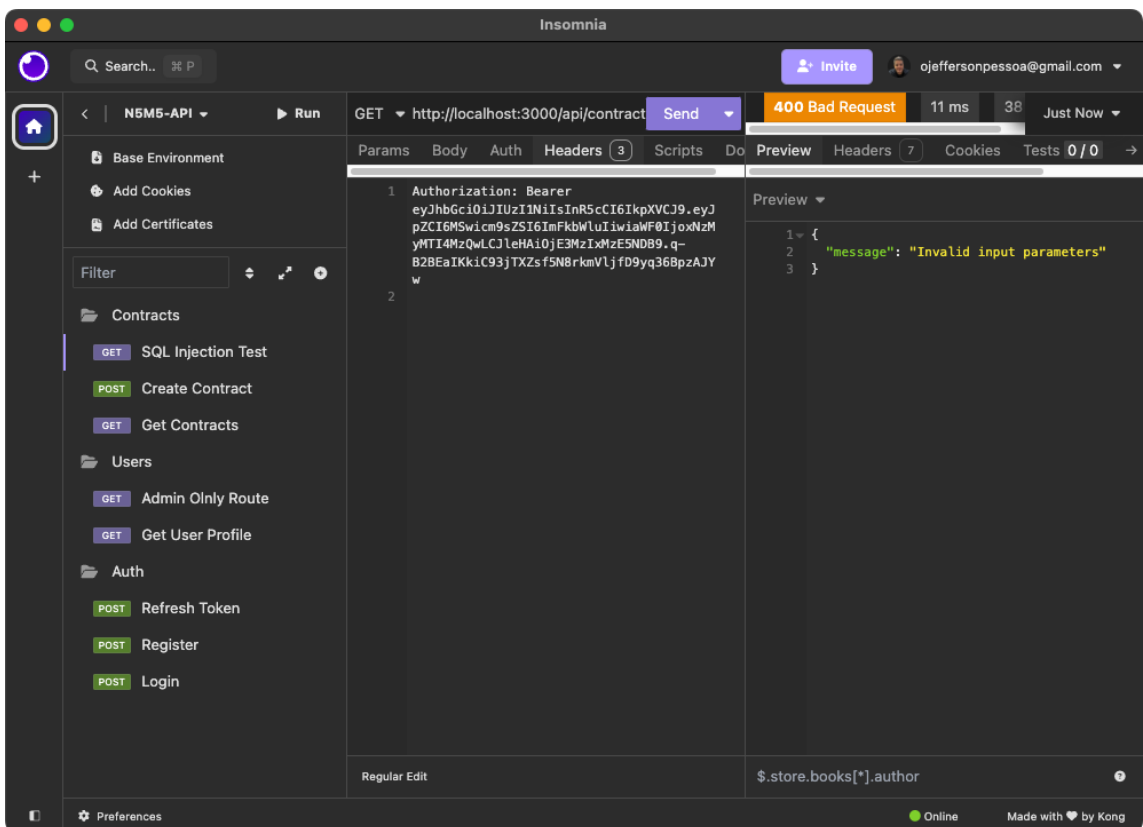 Insomnia
Search.. ⌘ P
Invite
ojeffersonpessoa@gmail.com
N5M5-API
Run
Base Environment
Add Cookies
Add Certificates
Filter
Contracts
GET SQL Injection Test
POST Create Contract
GET Get Contracts
Users
GET Admin Olnly Route
GET Get User Profile
Auth
POST Refresh Token
POST Register
POST Login
GET http://localhost:3000/api/contract Send
Params Body Auth Headers 3 Scripts Do
1 Authorization: Bearer
eyJhbGciOiJIUzI1NiIsInR5cCI6IkpXVCJ9.eyJ
pZCI6MSwicm9sZSI6ImFkbWluIiwiaWF0IjoxNzM
yMTI4MzQwLCJleHAiOjE3MzIxMzE5NDB9.q-
B2BEaIKkiC93jTXZsf5N8rkmVljfD9yq36BpzAJY
w
2
Regular Edit
400 Bad Request 11 ms 38 Just Now
Preview Headers 7 Cookies Tests 0 / 0 →
Preview
1 {
2 "message": "Invalid input parameters"
3 }
$.store.books[*].author
Preferences
Online
Made with ♥ by Kong